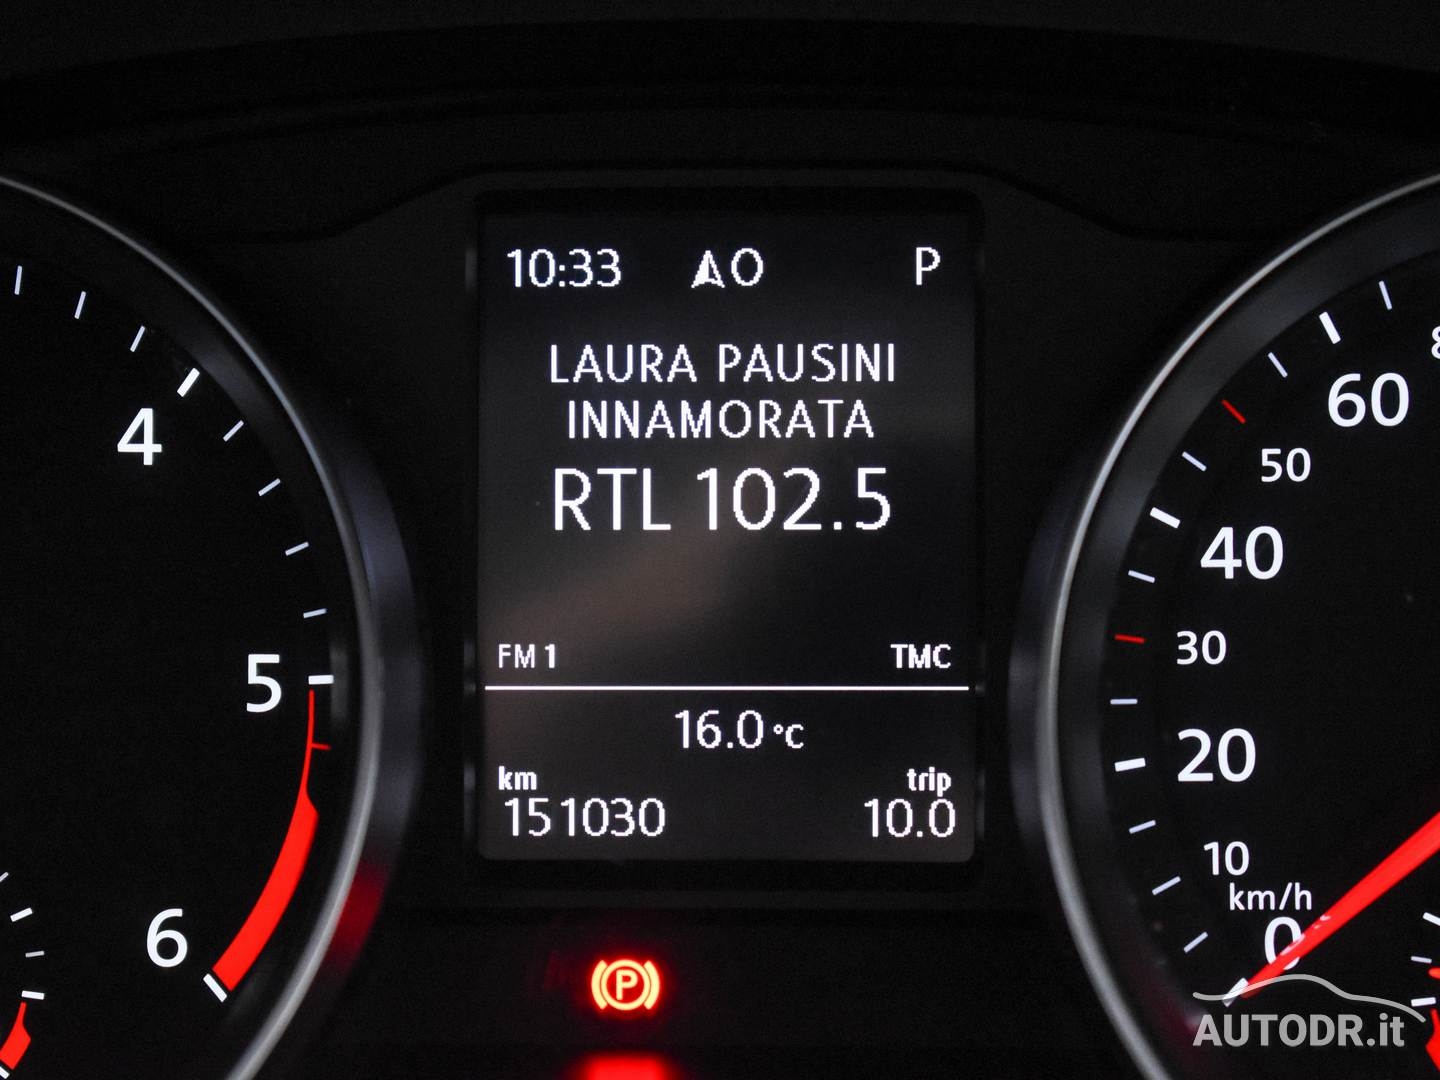 10:33 O P
LAURA PAUSINI
INNAMORATA
RTL 102.5
FM 1 TMC
16.0 °C
km trip
151030 10.0
4
5
6
60
50
40
30
20
10
km/h
0
P
AUTODR.it